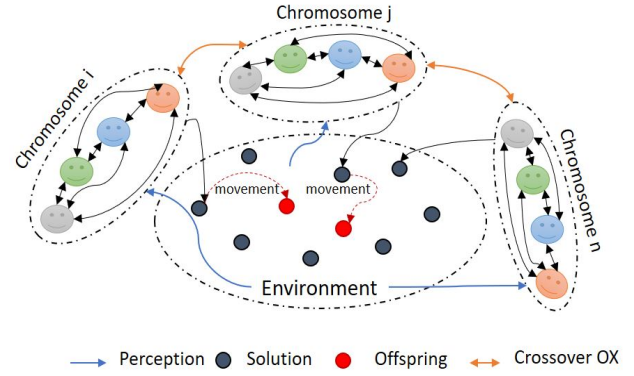 Chromosome j
Chromosome i
Chromosome n
movement
movement
Environment
Perception
Solution
Offspring
Crossover OX